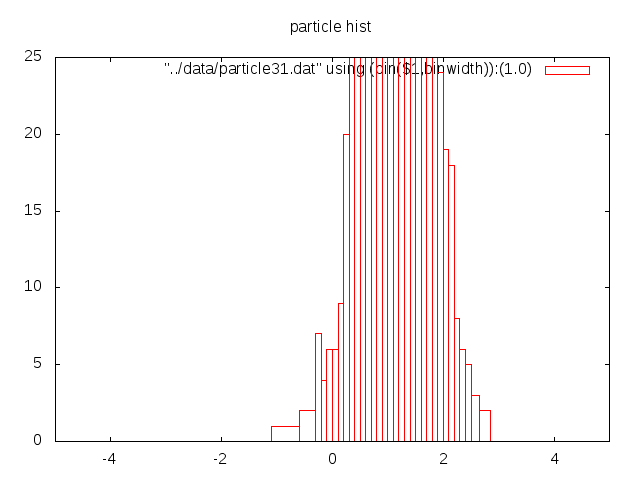 particle hist
25
"../data/particle31.dat" using (bin($1,binwidth)):(1.0)
20
15
10
5
0
-4 -2 0 2 4